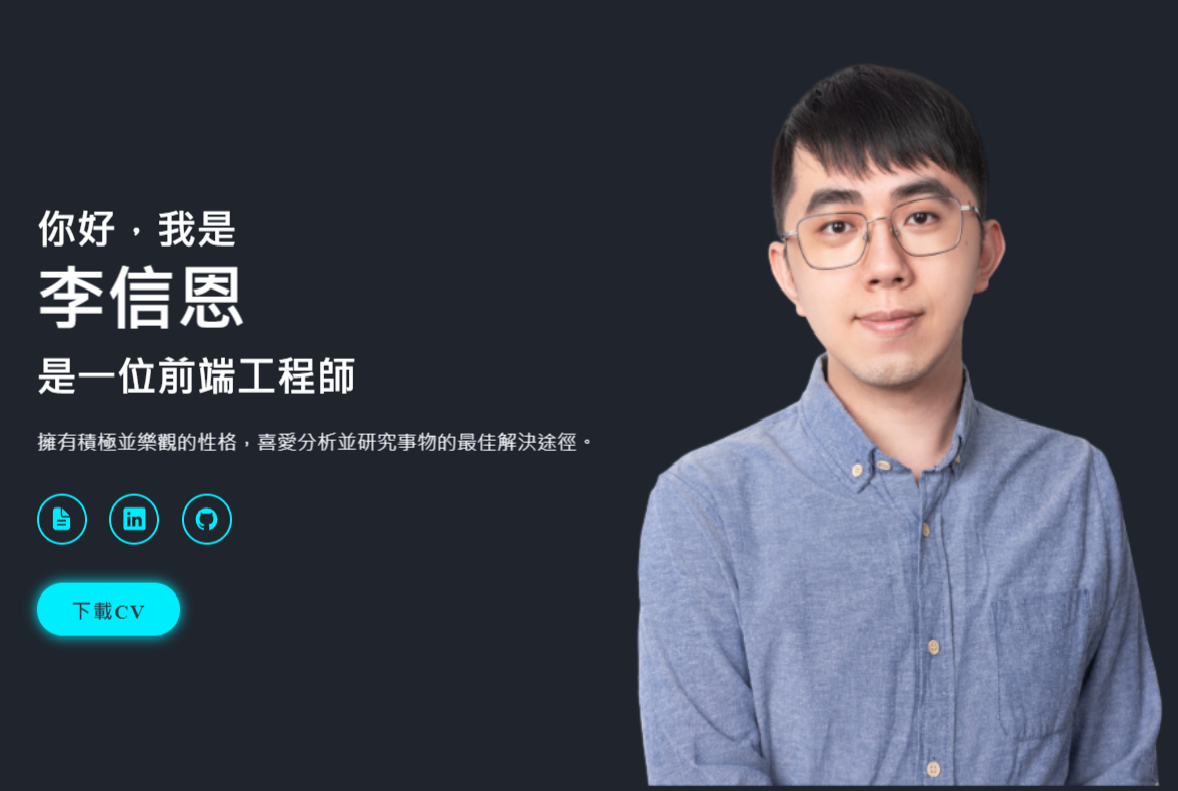 你好，我是
李信恩
是一位前端工程師
擁有積極並樂觀的性格，喜愛分析並研究事物的最佳解決途徑。
in
下載CV